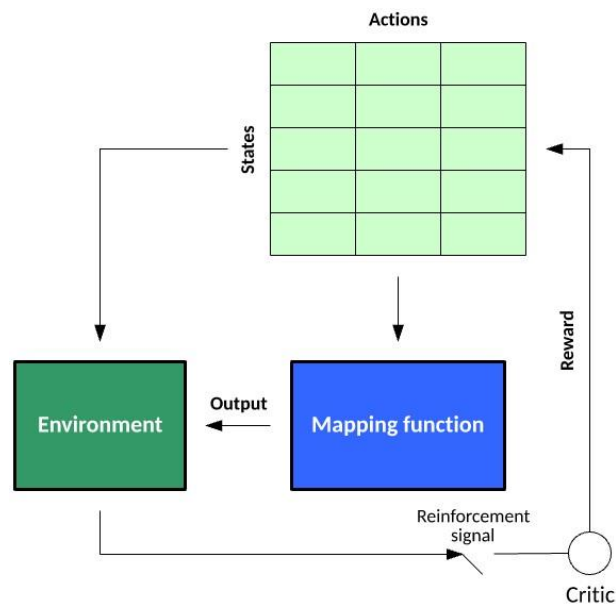 Actions
States
Reward
Environment
Output
Mapping function
Reinforcement
signal
Critic